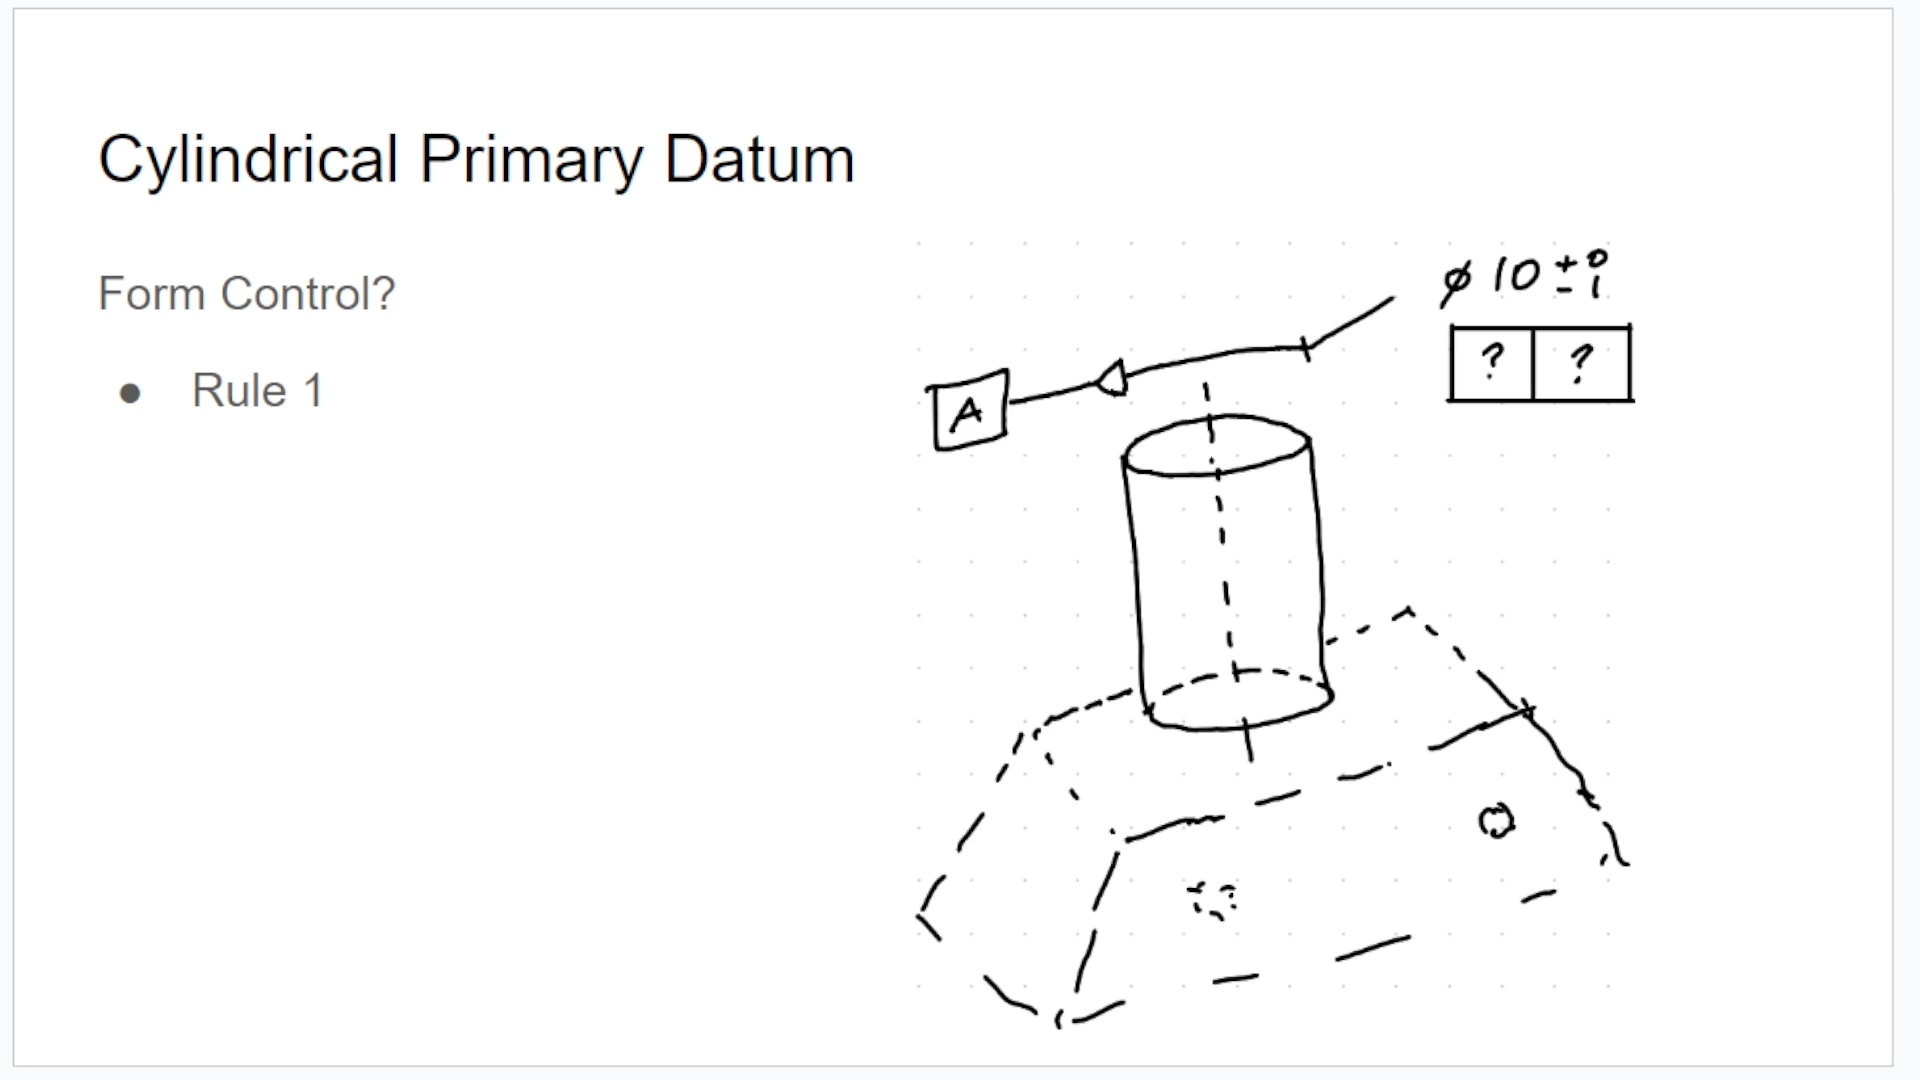 Cylindrical Primary Datum
Form Control?
● Rule 1
ø 10 +0 -1
? ?
A